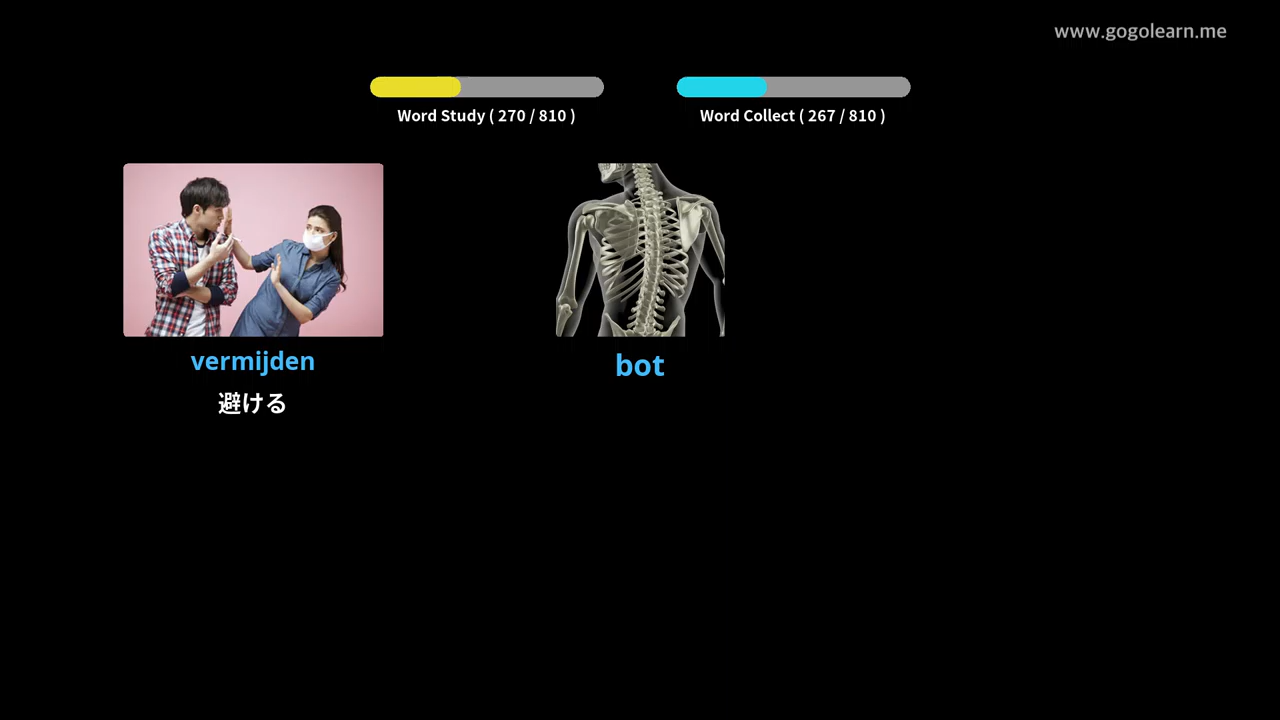 www.gogolearn.me
Word Study ( 270 / 810 )
Word Collect ( 267 / 810 )
vermijden
避ける
bot